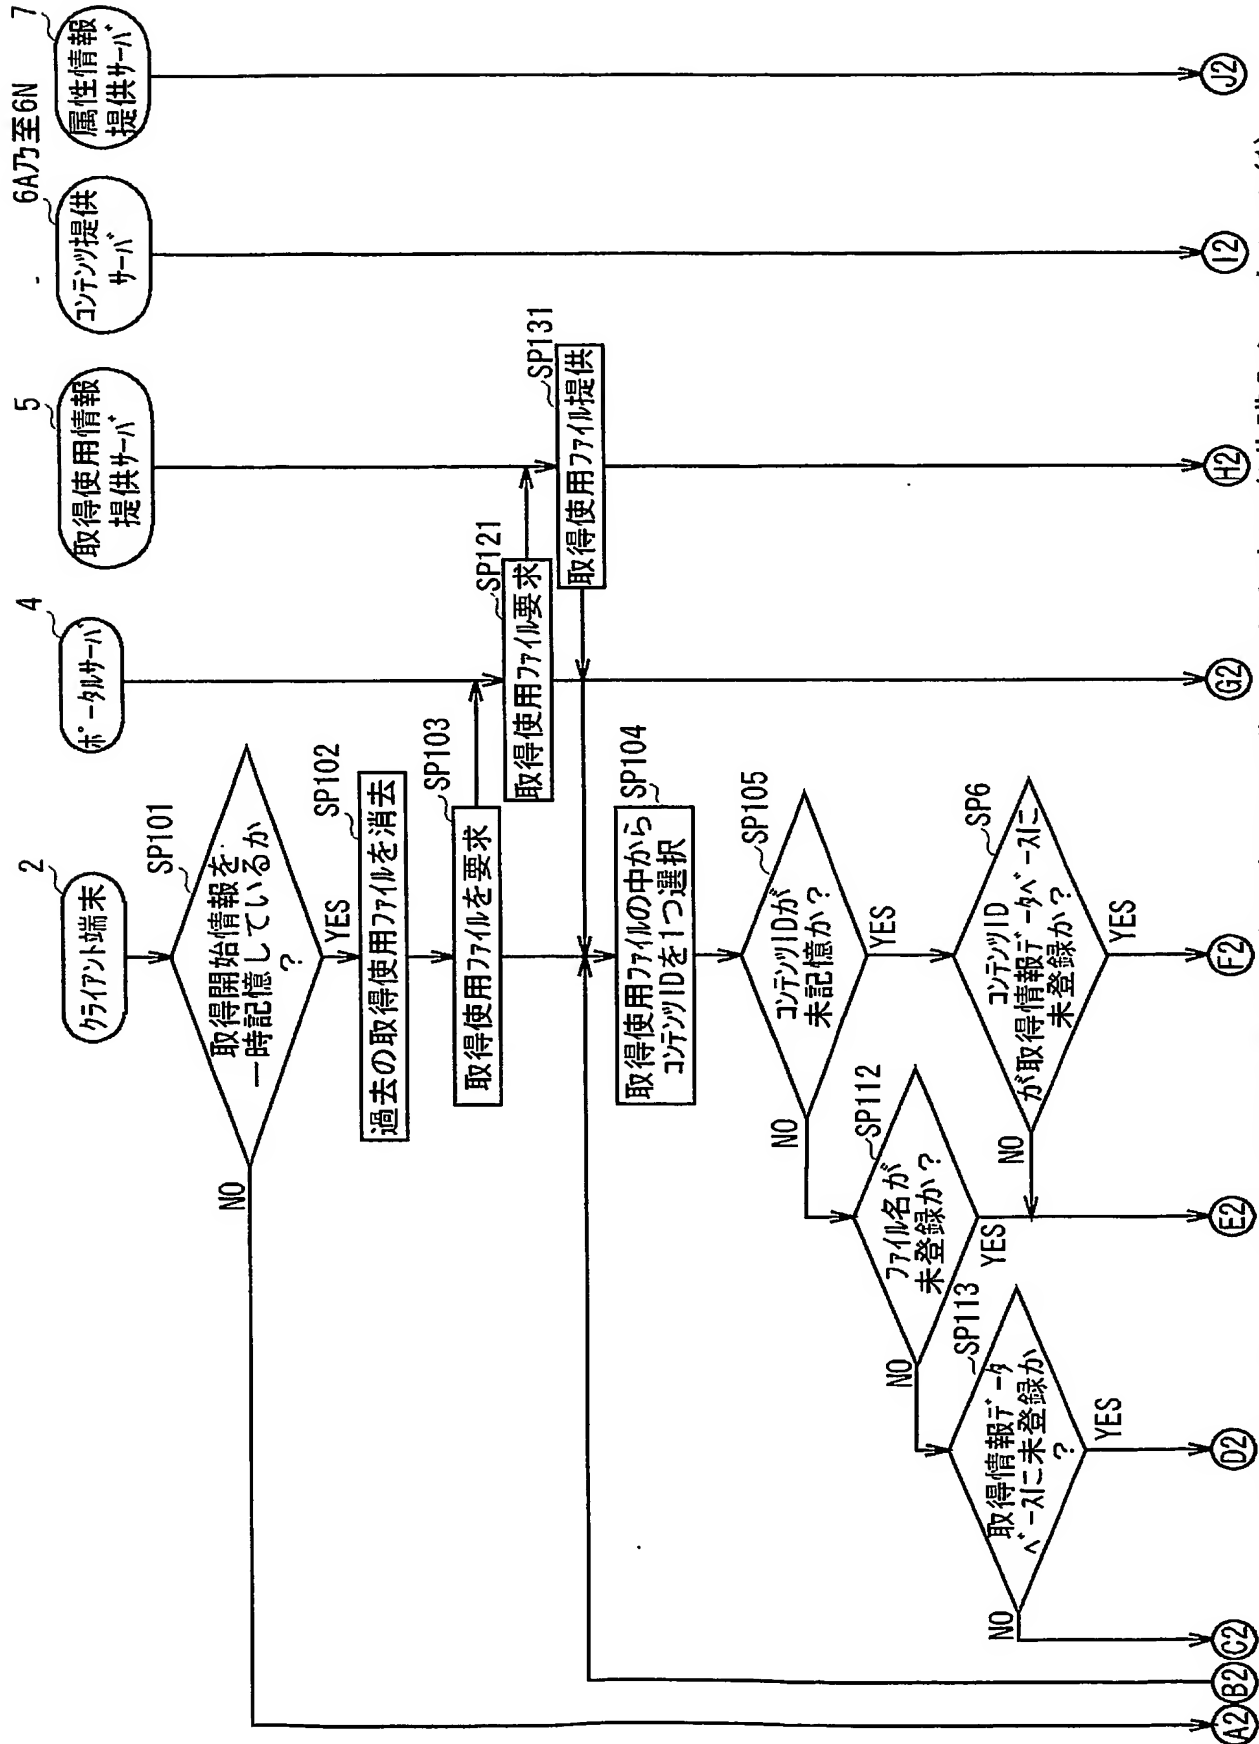 2
クライアント端末
4
ポータルサーバ
5
取得使用情報
提供サーバ
6A乃至6N
コンテンツ提供
サーバ
7
属性情報
提供サーバ
SP101
取得開始情報を
一時記憶しているか
?
NO
YES
SP102
過去の取得使用ファイルを消去
SP103
取得使用ファイルを要求
SP121
取得使用ファイル要求
SP131
取得使用ファイル提供
SP104
取得使用ファイルの中から
コンテンツIDを1つ選択
SP105
コンテンツIDが
未記憶か?
NO
YES
SP112
ファイル名が
未登録か?
NO
YES
SP6
コンテンツID
が取得情報データベースに
未登録か?
NO
YES
SP113
取得情報データ
ベースに未登録か
?
NO
YES
A2
B2
C2
D2
E2
F2
G2
H2
I2
J2